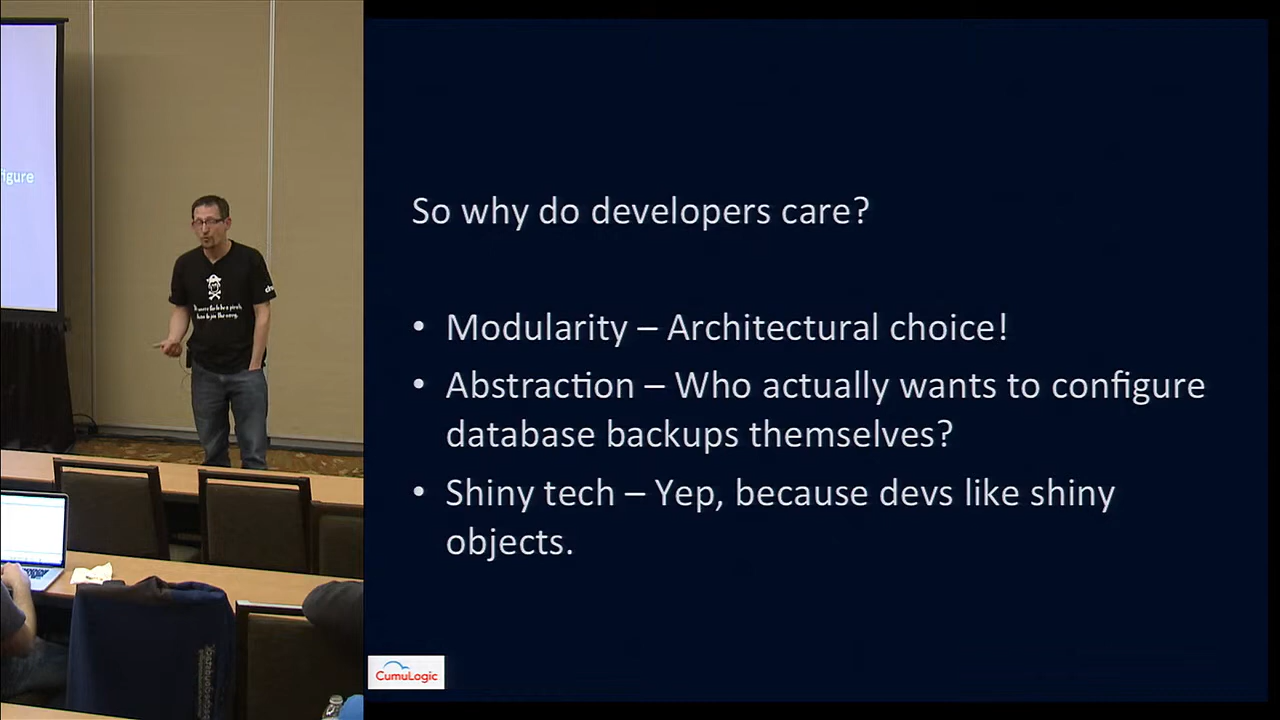 igure
So why do developers care?
• Modularity – Architectural choice!
• Abstraction – Who actually wants to configure
database backups themselves?
• Shiny tech – Yep, because devs like shiny
objects.
CumuLogic